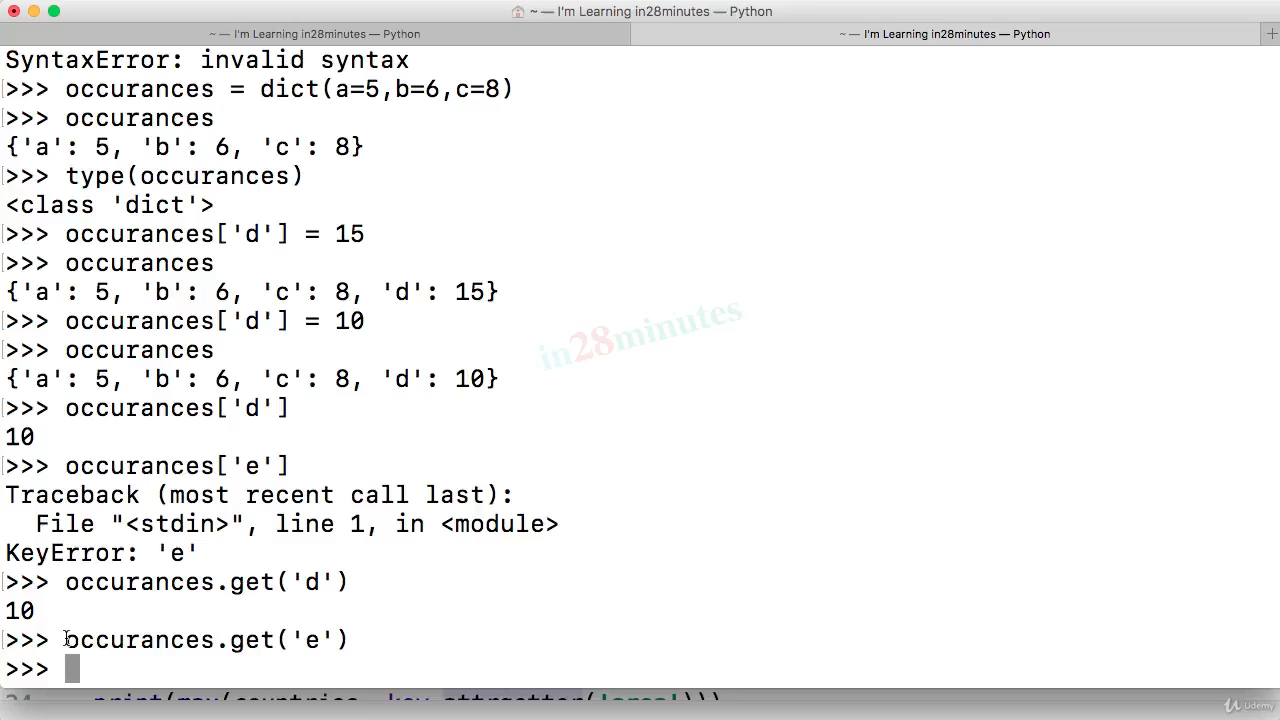 ~ — I'm Learning in28minutes — Python
~ — I'm Learning in28minutes — Python
~ — I'm Learning in28minutes — Python
SyntaxError: invalid syntax
>>> occurances = dict(a=5,b=6,c=8)
>>> occurances
{'a': 5, 'b': 6, 'c': 8}
>>> type(occurances)
<class 'dict'>
>>> occurances['d'] = 15
>>> occurances
{'a': 5, 'b': 6, 'c': 8, 'd': 15}
>>> occurances['d'] = 10
>>> occurances
{'a': 5, 'b': 6, 'c': 8, 'd': 10}
>>> occurances['d']
10
>>> occurances['e']
Traceback (most recent call last):
  File "<stdin>", line 1, in <module>
KeyError: 'e'
>>> occurances.get('d')
10
>>> occurances.get('e')
>>>
in28minutes
Udemy